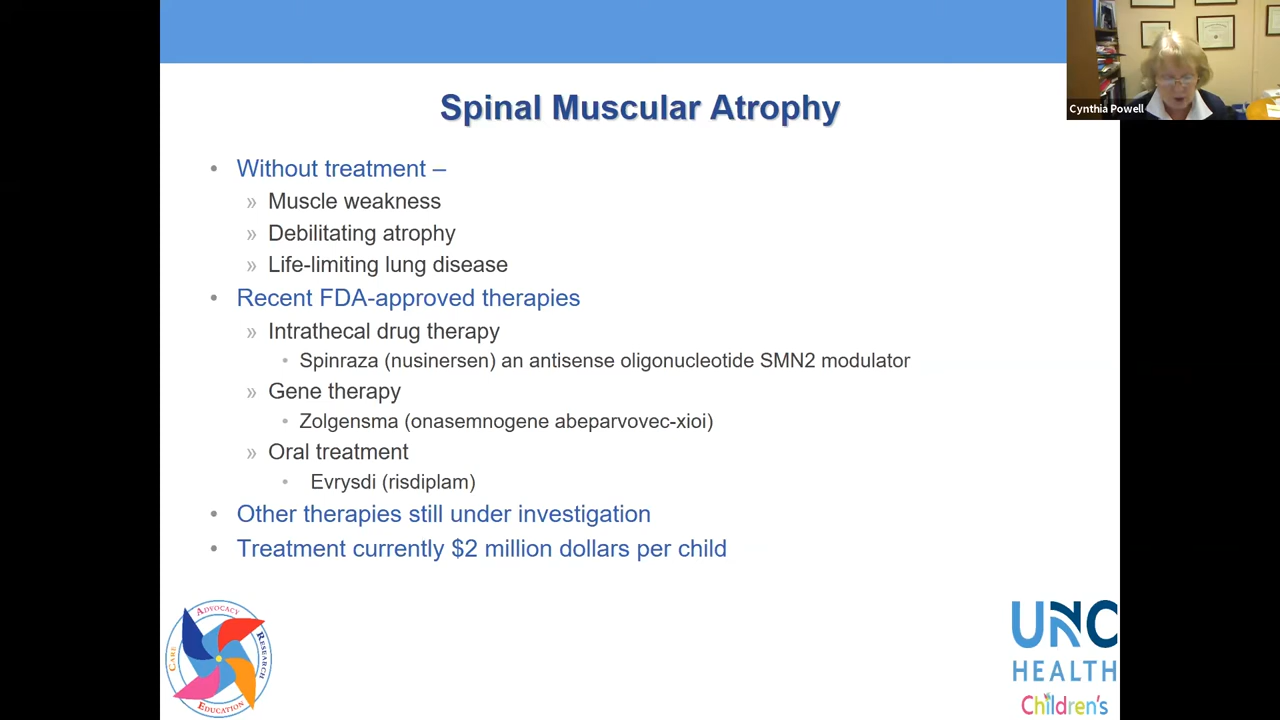 Spinal Muscular Atrophy
Cynthia Powell
• Without treatment –
» Muscle weakness
» Debilitating atrophy
» Life-limiting lung disease
• Recent FDA-approved therapies
» Intrathecal drug therapy
• Spinraza (nusinersen) an antisense oligonucleotide SMN2 modulator
» Gene therapy
• Zolgensma (onasemnogene abeparvovec-xioi)
» Oral treatment
• Evrysdi (risdiplam)
• Other therapies still under investigation
• Treatment currently $2 million dollars per child
CARE
ADVOCACY
RESEARCH
EDUCATION
UNC
HEALTH
Children's